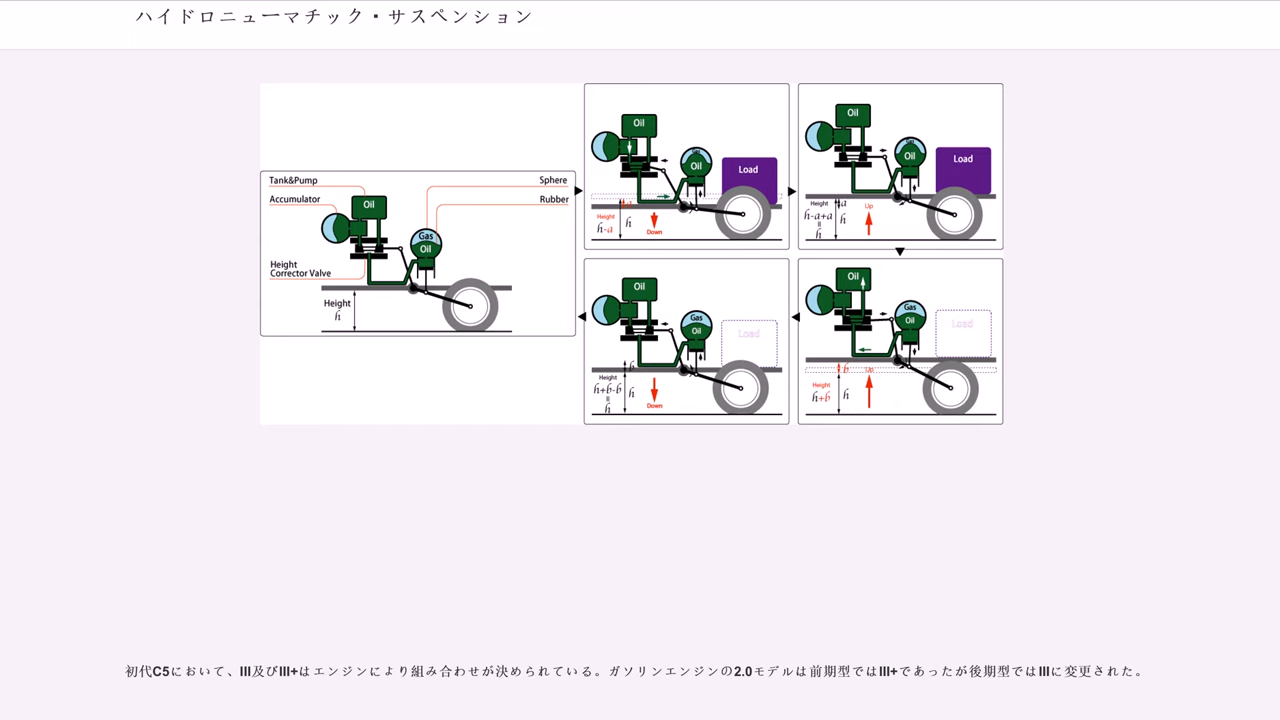 ハイドロニューマチック・サスペンション
Tank&Pump
Accumulator
Height
Corrector Valve
Sphere
Rubber
Oil
Gas
Oil
Height
h
Oil
Oil
Load
Height
h-a
h
a
Down
Oil
Oil
Load
Height
h-a+a
=
h
a
h
Up
Oil
Gas
Oil
Load
Height
h+b-b
=
h
b
h
Down
Oil
Gas
Oil
Load
Height
h+b
b
h
Up
初代C5において、III及びIII+はエンジンにより組み合わせが決められている。ガソリンエンジンの2.0モデルは前期型ではIII+であったが後期型ではIIIに変更された。